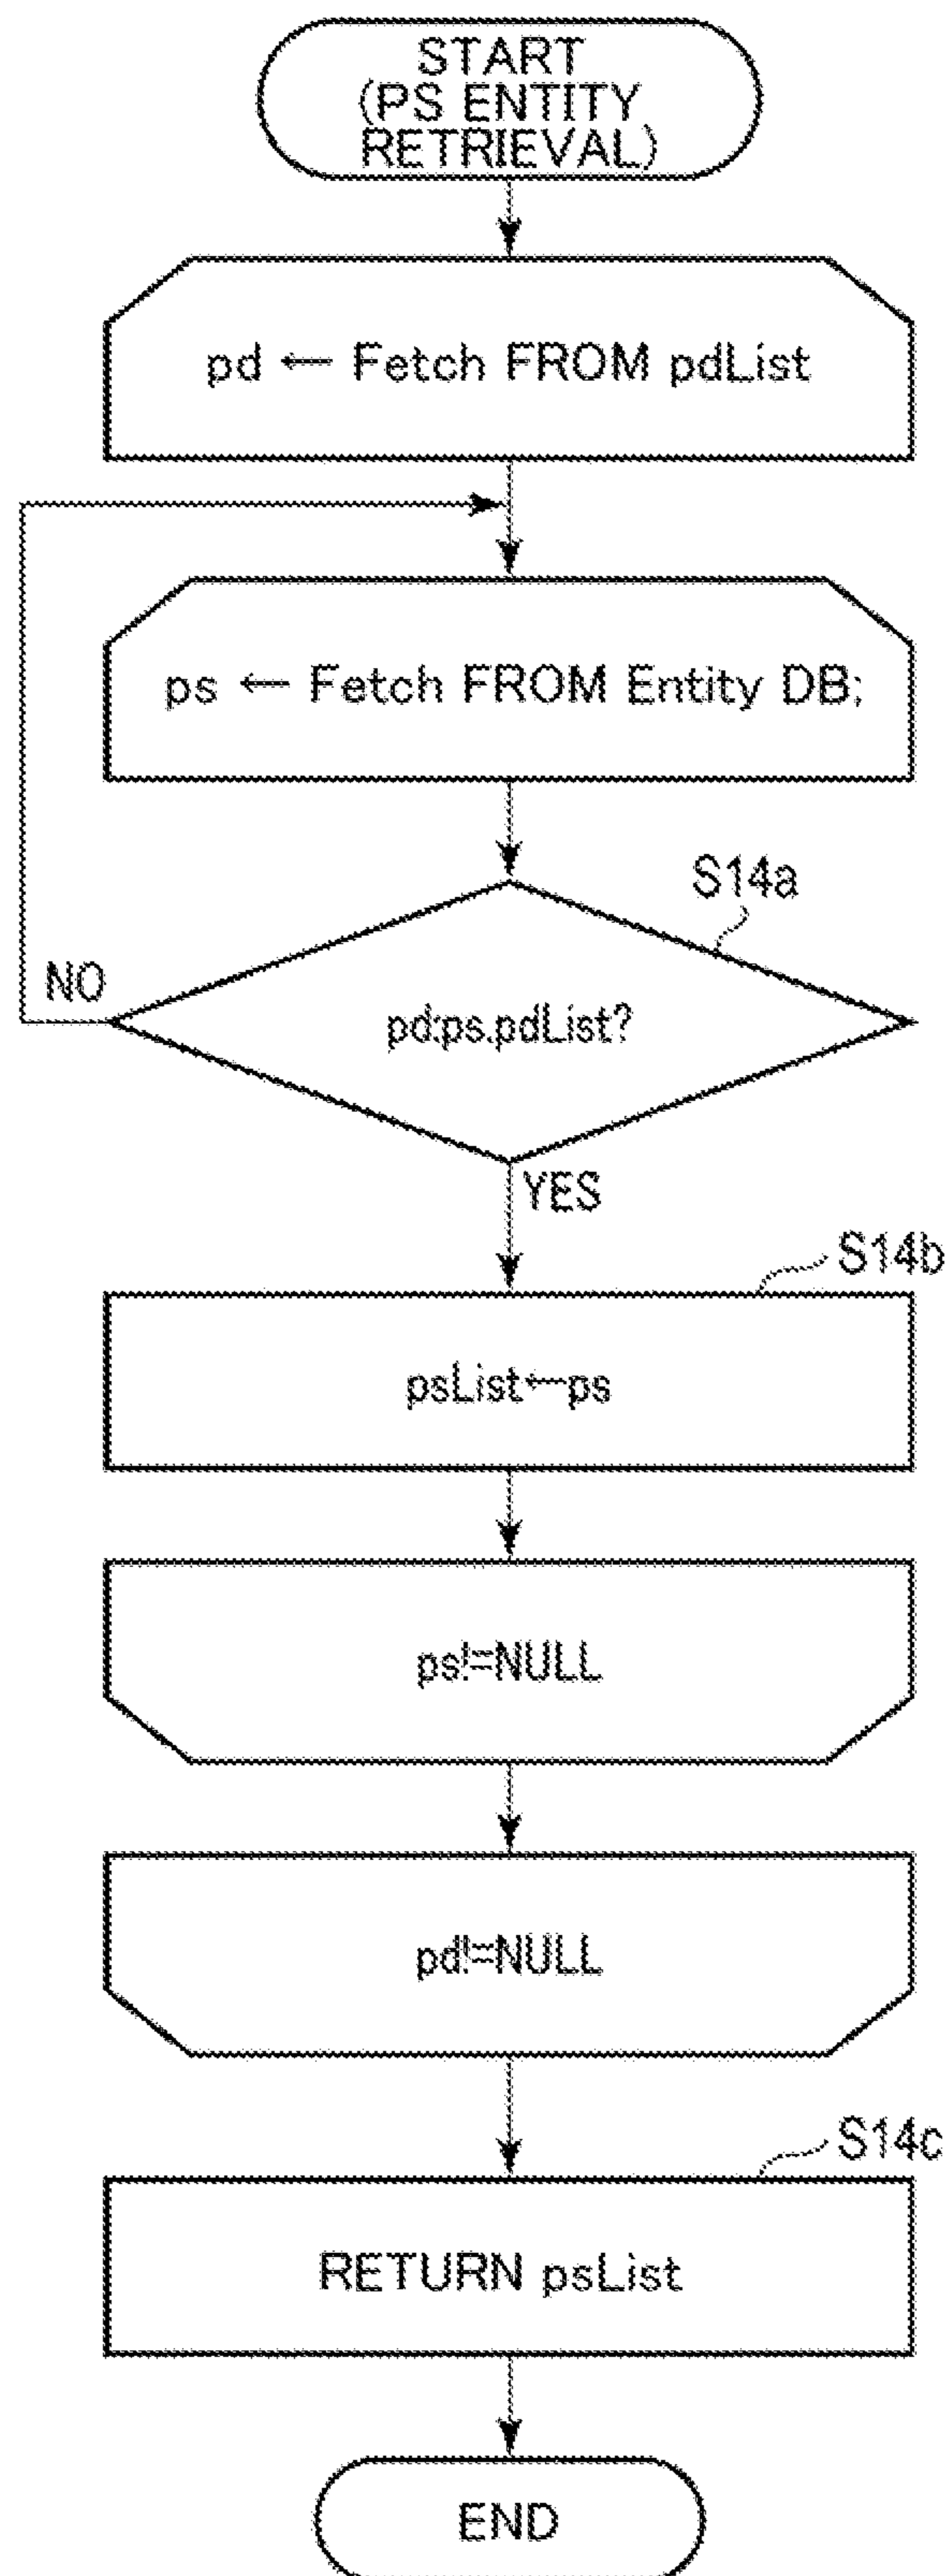 START
(PS ENTITY
RETRIEVAL)
pd ← Fetch FROM pdList
ps ← Fetch FROM Entity DB;
S14a
NO
pd:ps.pdList?
YES
S14b
psList←ps
ps!=NULL
pd!=NULL
S14c
RETURN psList
END